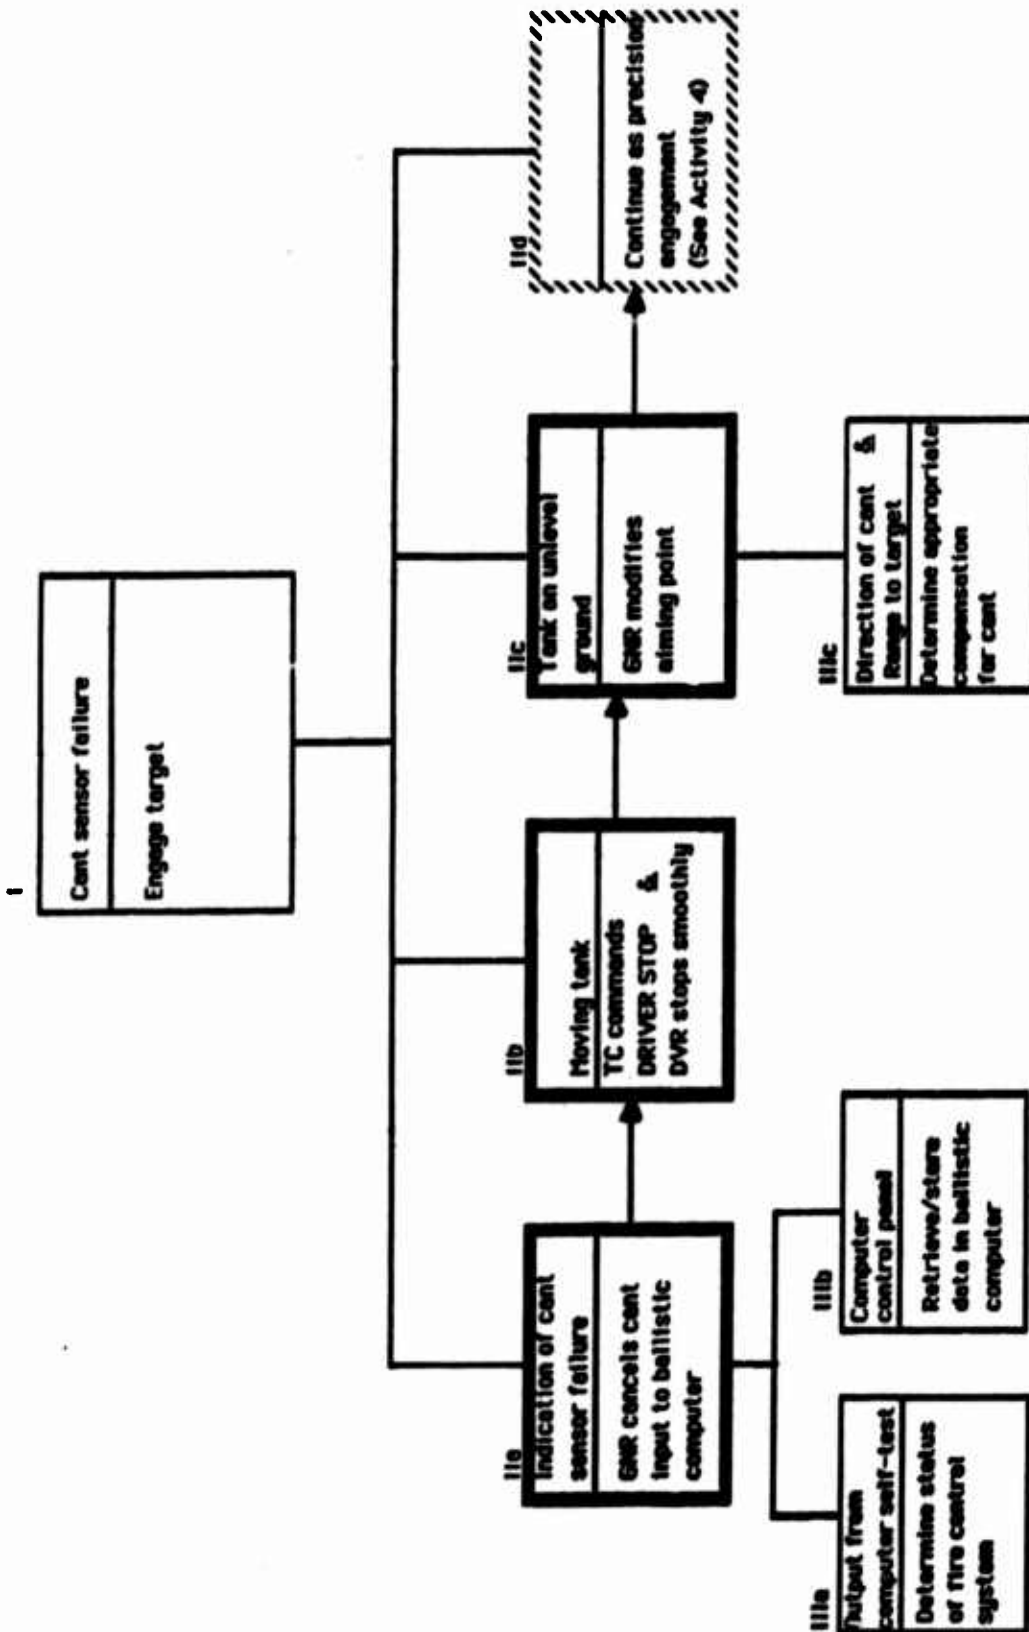 I
Cant sensor failure
Engage target
IIa
Indication of cant
sensor failure
GNR cancels cant
input to ballistic
computer
IIb
Moving tank
TC commands
DRIVER STOP &
DVR stops smoothly
IIc
Tank on unlevel
ground
GNR modifies
aiming point
IId
Continue as precision
engagement
(See Activity 4)
IIIa
Output from
computer self-test
Determine status
of fire control
system
IIIb
Computer
control panel
Retrieve/store
data in ballistic
computer
IIIc
Direction of cant &
Range to target
Determine appropriate
compensation
for cant